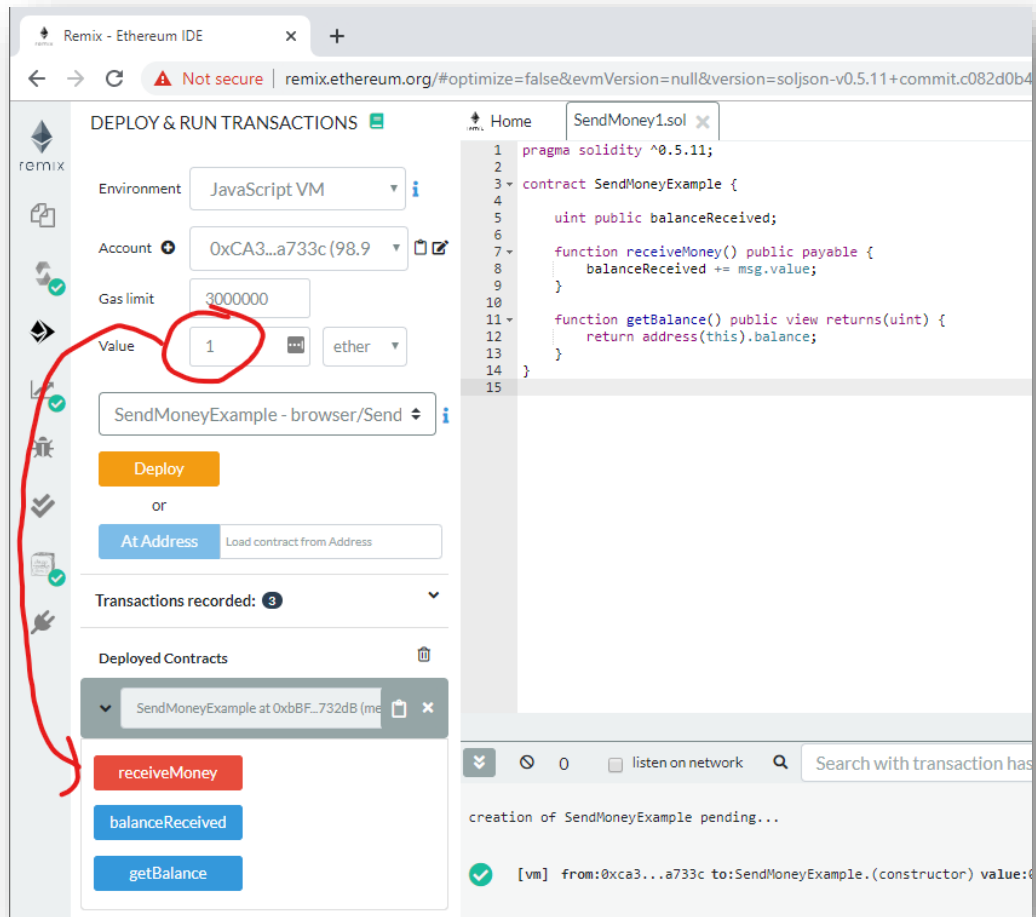 Remix - Ethereum IDE
Not secure | remix.ethereum.org/#optimize=false&evmVersion=null&version=soljson-v0.5.11+commit.c082d0b4
remix
DEPLOY & RUN TRANSACTIONS
Environment JavaScript VM
Account 0xCA3...a733c (98.9
Gas limit 3000000
Value 1 ether
SendMoneyExample - browser/Send
Deploy
or
At Address Load contract from Address
Transactions recorded: 3
Deployed Contracts
SendMoneyExample at 0xbBF...732dB (me
receiveMoney
balanceReceived
getBalance
Home SendMoney1.sol
1 pragma solidity ^0.5.11;
2
3 contract SendMoneyExample {
4
5 uint public balanceReceived;
6
7 function receiveMoney() public payable {
8 balanceReceived += msg.value;
9 }
10
11 function getBalance() public view returns(uint) {
12 return address(this).balance;
13 }
14 }
15
0 listen on network Search with transaction has
creation of SendMoneyExample pending...
[vm] from:0xca3...a733c to:SendMoneyExample.(constructor) value: